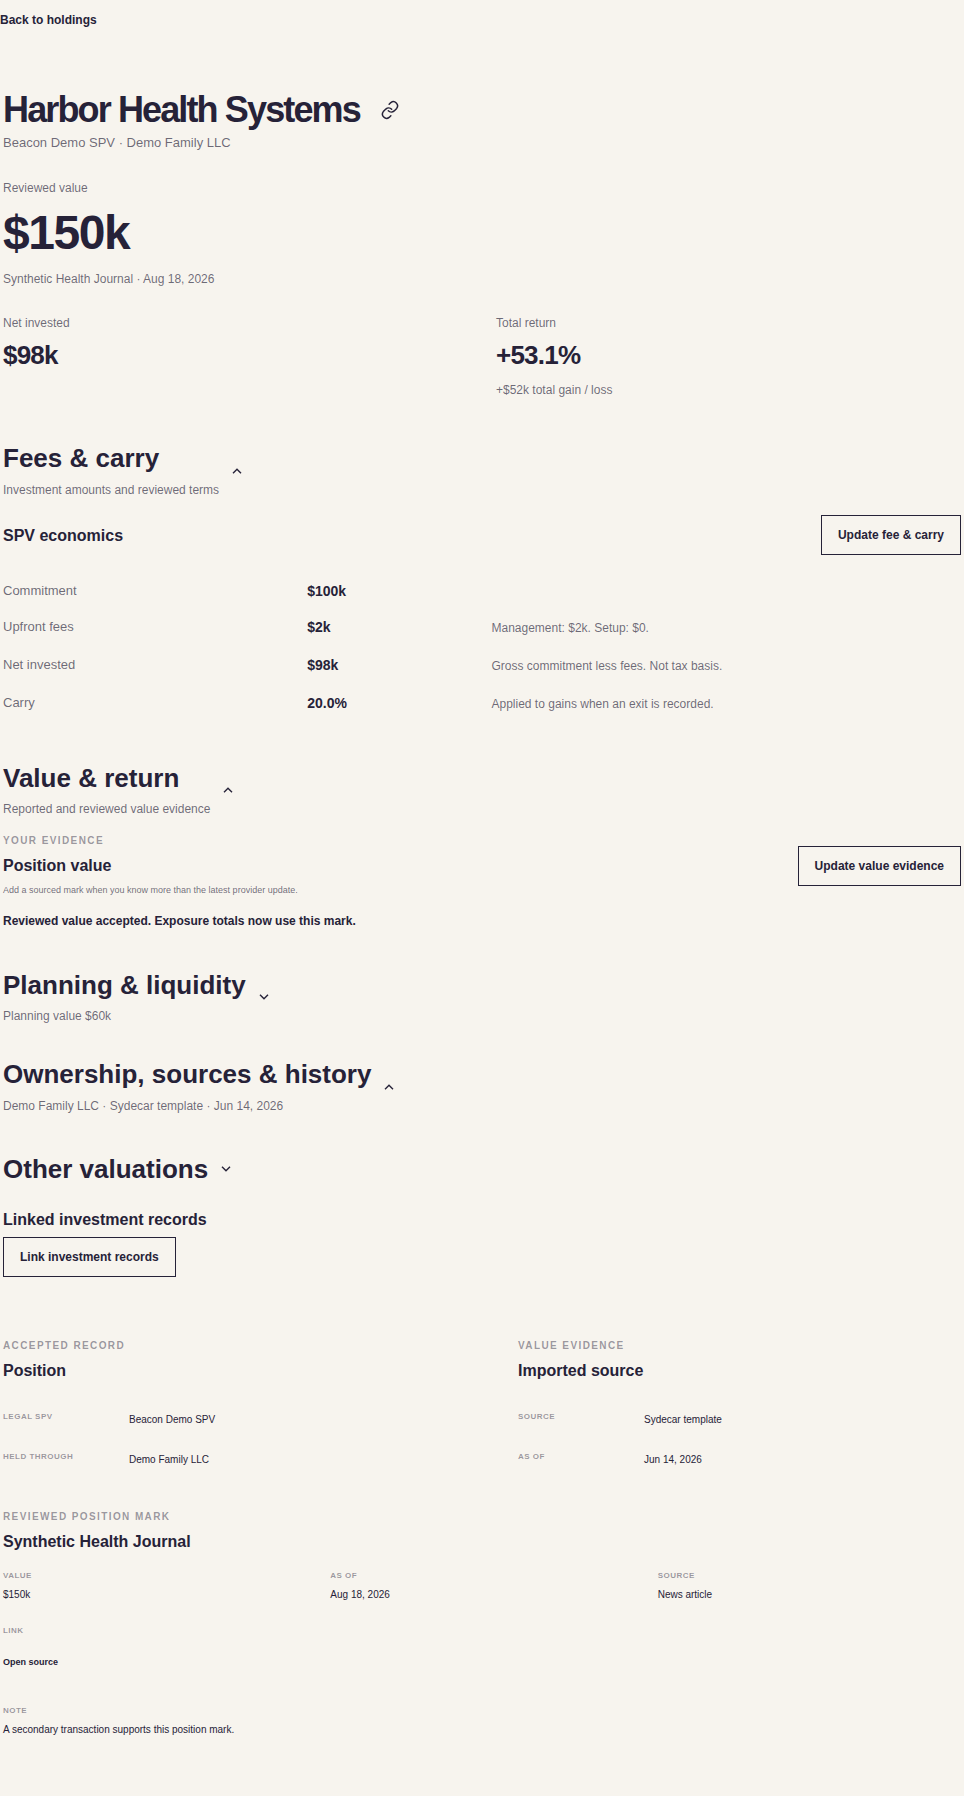 Back to holdings
Harbor Health Systems
Beacon Demo SPV · Demo Family LLC
Reviewed value
$150k
Synthetic Health Journal · Aug 18, 2026
Net invested
Total return
$98k
+53.1%
+$52k total gain / loss
Fees & carry
Investment amounts and reviewed terms
SPV economics
Update fee & carry
Commitment $100k
Upfront fees $2k Management: $2k. Setup: $0.
Net invested $98k Gross commitment less fees. Not tax basis.
Carry 20.0% Applied to gains when an exit is recorded.
Value & return
Reported and reviewed value evidence
YOUR EVIDENCE
Position value
Update value evidence
Add a sourced mark when you know more than the latest provider update.
Reviewed value accepted. Exposure totals now use this mark.
Planning & liquidity
Planning value $60k
Ownership, sources & history
Demo Family LLC · Sydecar template · Jun 14, 2026
Other valuations
Linked investment records
Link investment records
ACCEPTED RECORD
Position
LEGAL SPV Beacon Demo SPV
HELD THROUGH Demo Family LLC
VALUE EVIDENCE
Imported source
SOURCE Sydecar template
AS OF Jun 14, 2026
REVIEWED POSITION MARK
Synthetic Health Journal
VALUE
$150k
AS OF
Aug 18, 2026
SOURCE
News article
LINK
Open source
NOTE
A secondary transaction supports this position mark.